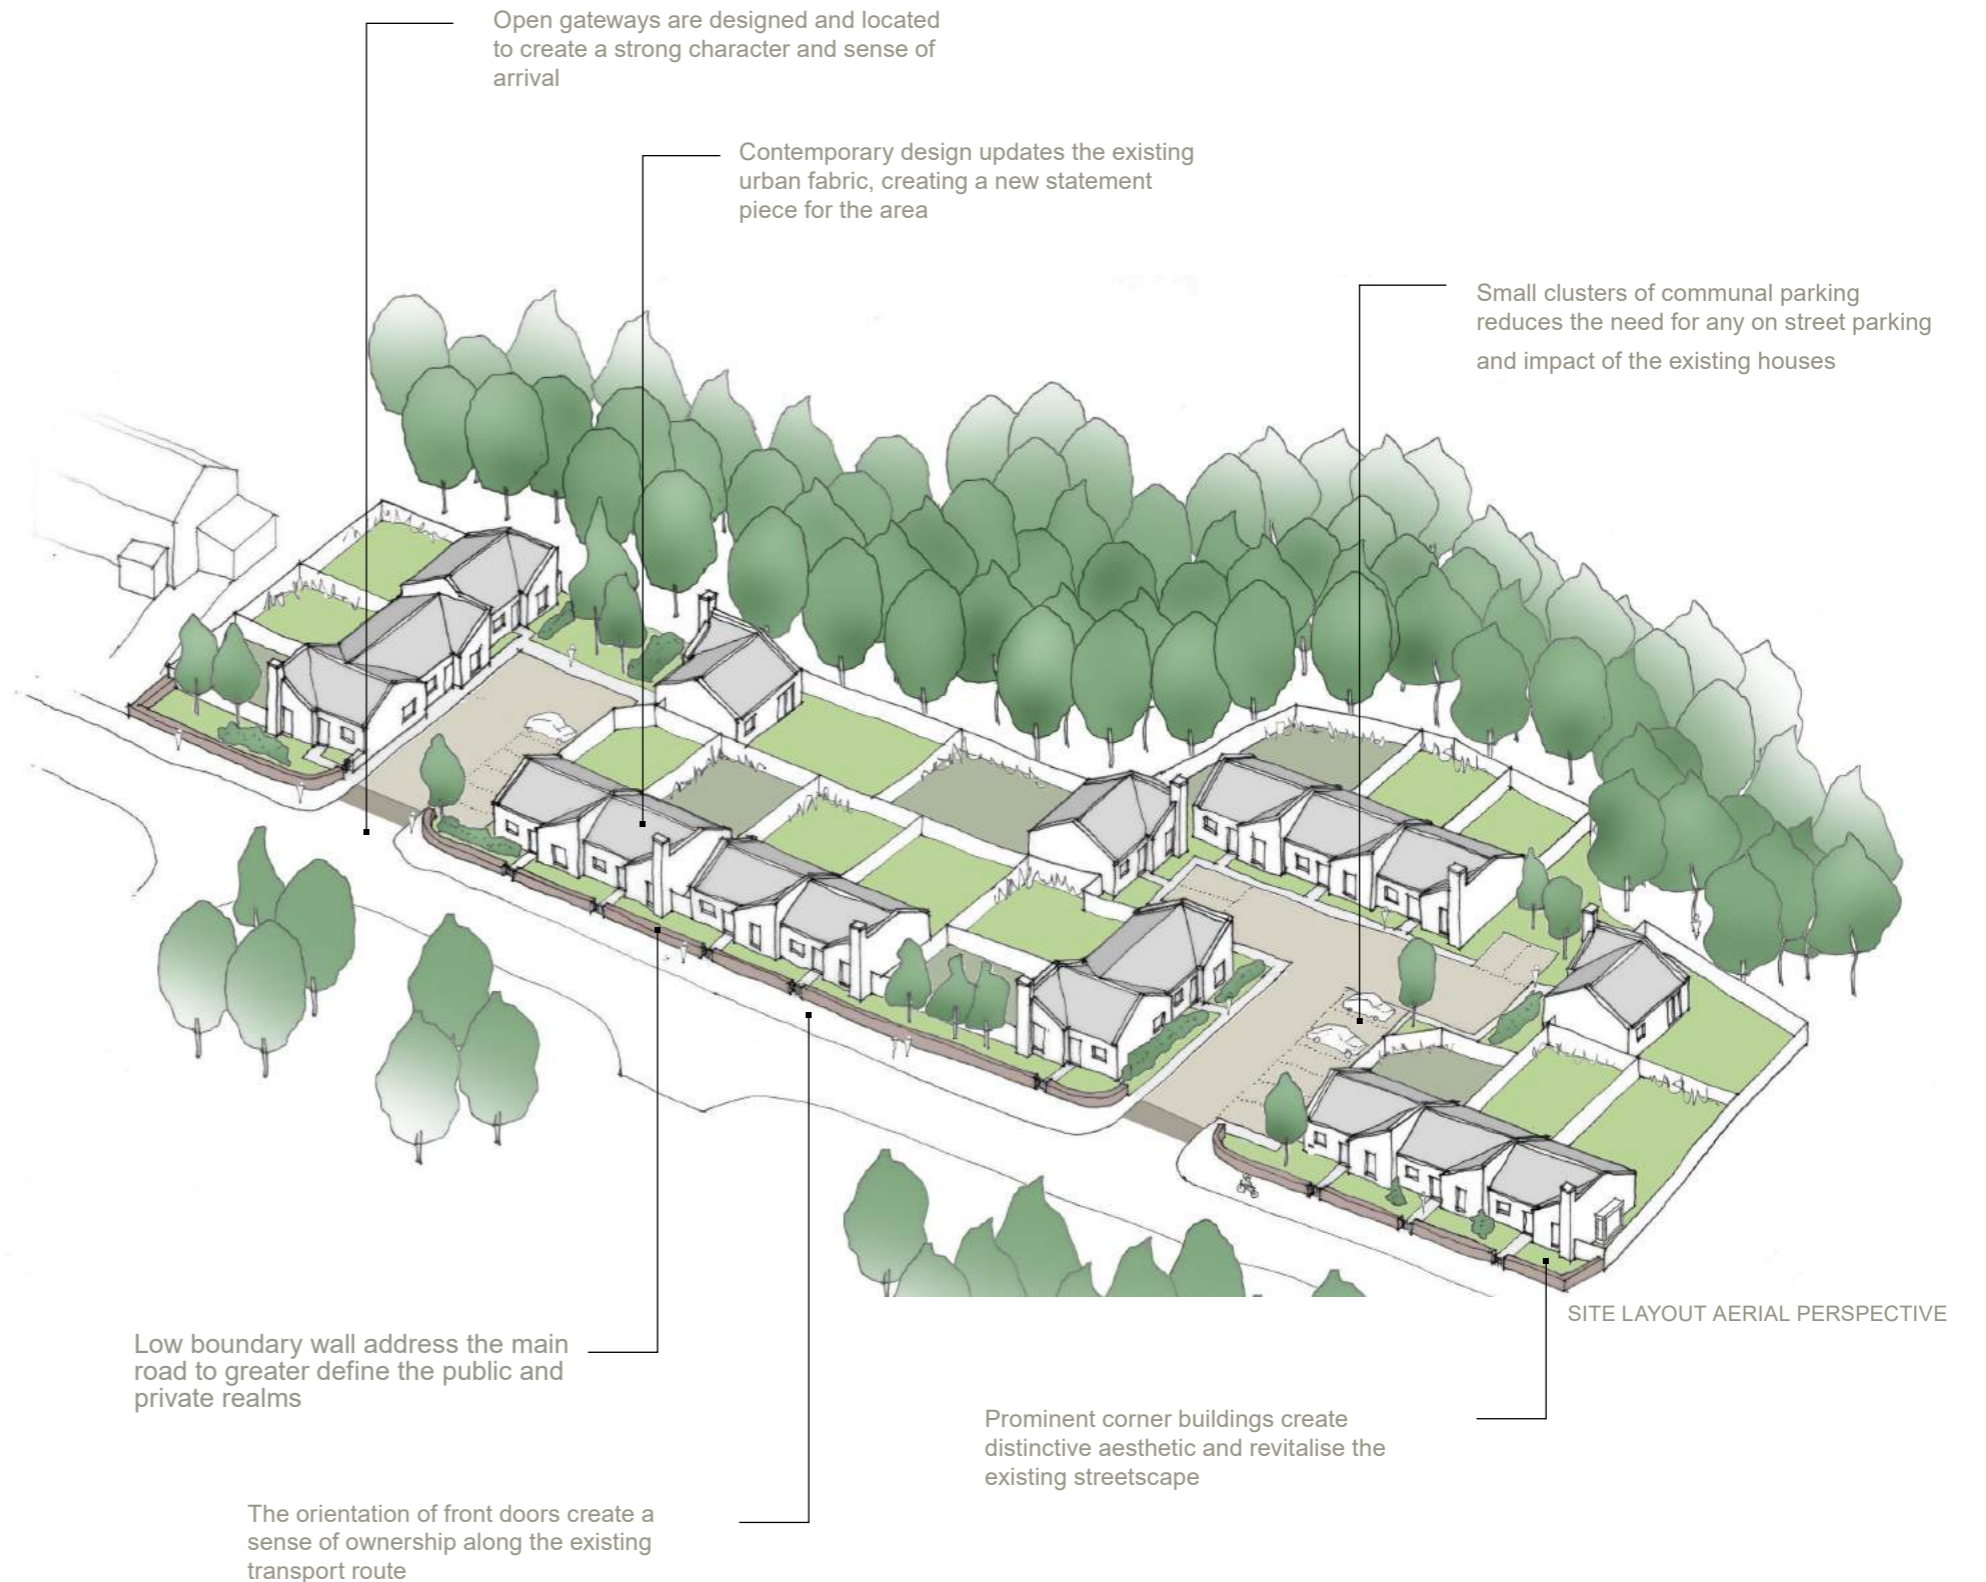 Open gateways are designed and located
to create a strong character and sense of
arrival
Contemporary design updates the existing
urban fabric, creating a new statement
piece for the area
Small clusters of communal parking
reduces the need for any on street parking
and impact of the existing houses
SITE LAYOUT AERIAL PERSPECTIVE
Low boundary wall address the main
road to greater define the public and
private realms
Prominent corner buildings create
distinctive aesthetic and revitalise the
existing streetscape
The orientation of front doors create a
sense of ownership along the existing
transport route